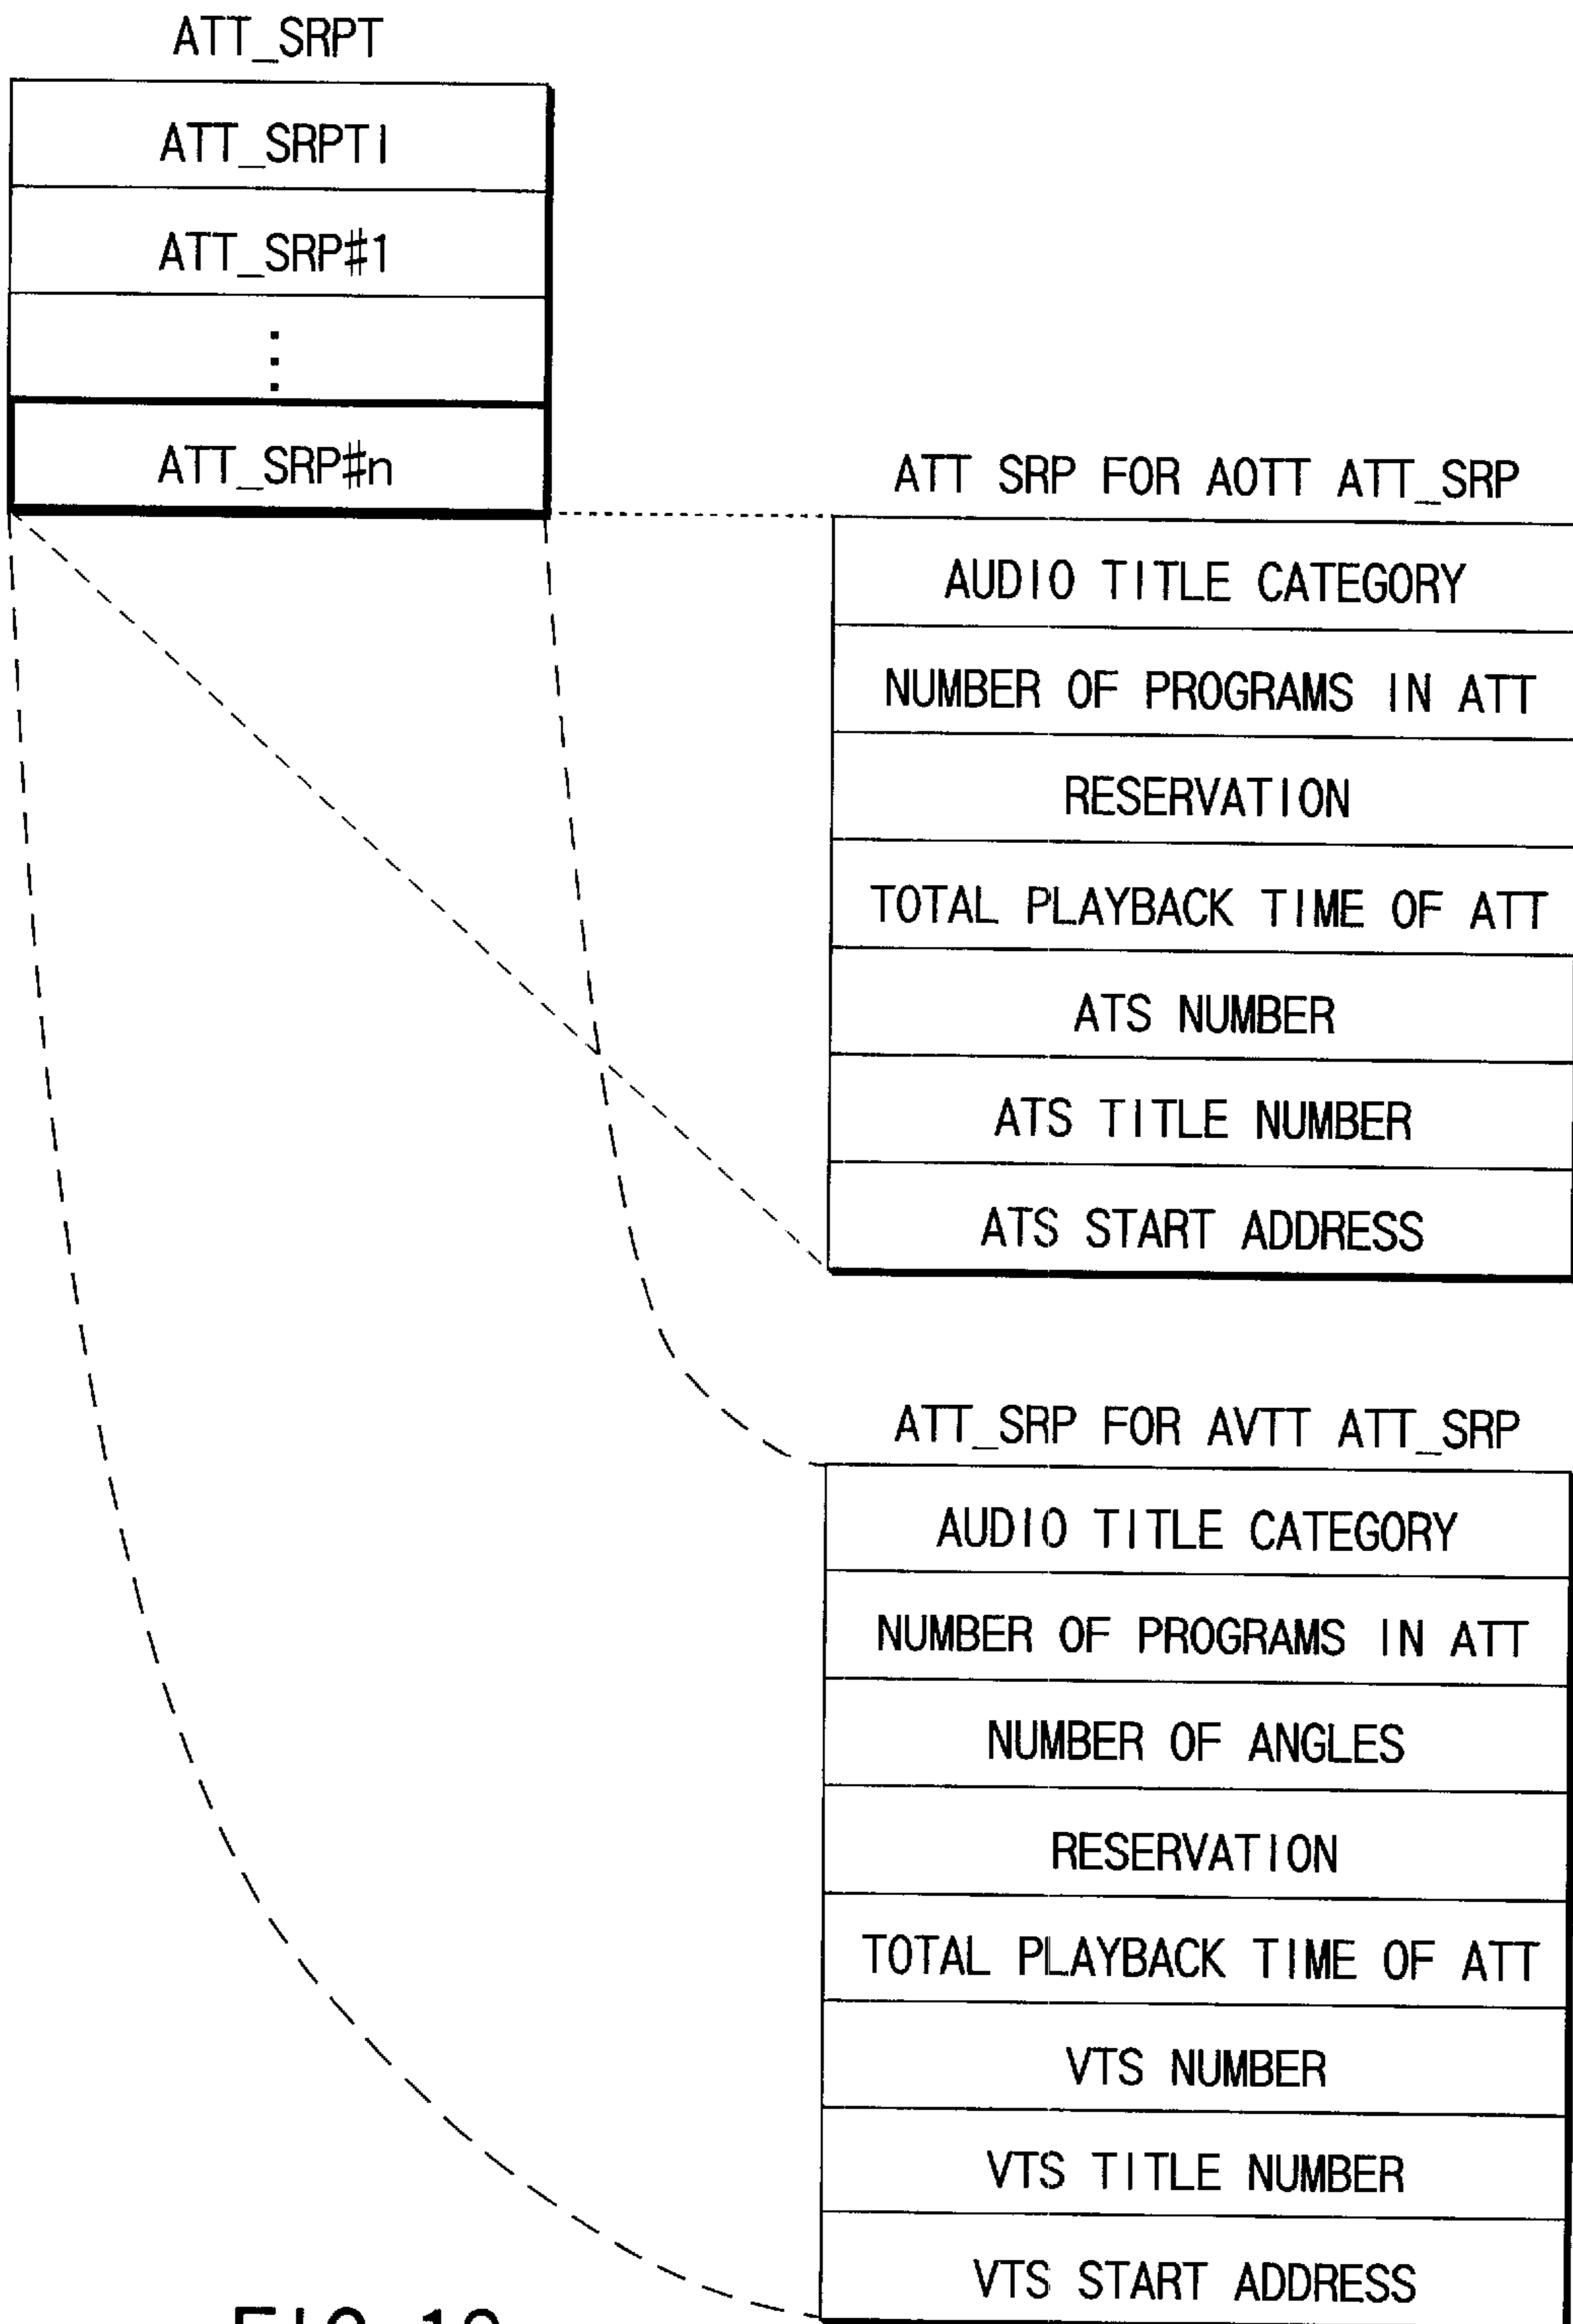 ATT_SRPT
ATT_SRPTI
ATT_SRP#1
⋮
ATT_SRP#n
ATT SRP FOR AOTT ATT_SRP
AUDIO TITLE CATEGORY
NUMBER OF PROGRAMS IN ATT
RESERVATION
TOTAL PLAYBACK TIME OF ATT
ATS NUMBER
ATS TITLE NUMBER
ATS START ADDRESS
ATT_SRP FOR AVTT ATT_SRP
AUDIO TITLE CATEGORY
NUMBER OF PROGRAMS IN ATT
NUMBER OF ANGLES
RESERVATION
TOTAL PLAYBACK TIME OF ATT
VTS NUMBER
VTS TITLE NUMBER
VTS START ADDRESS